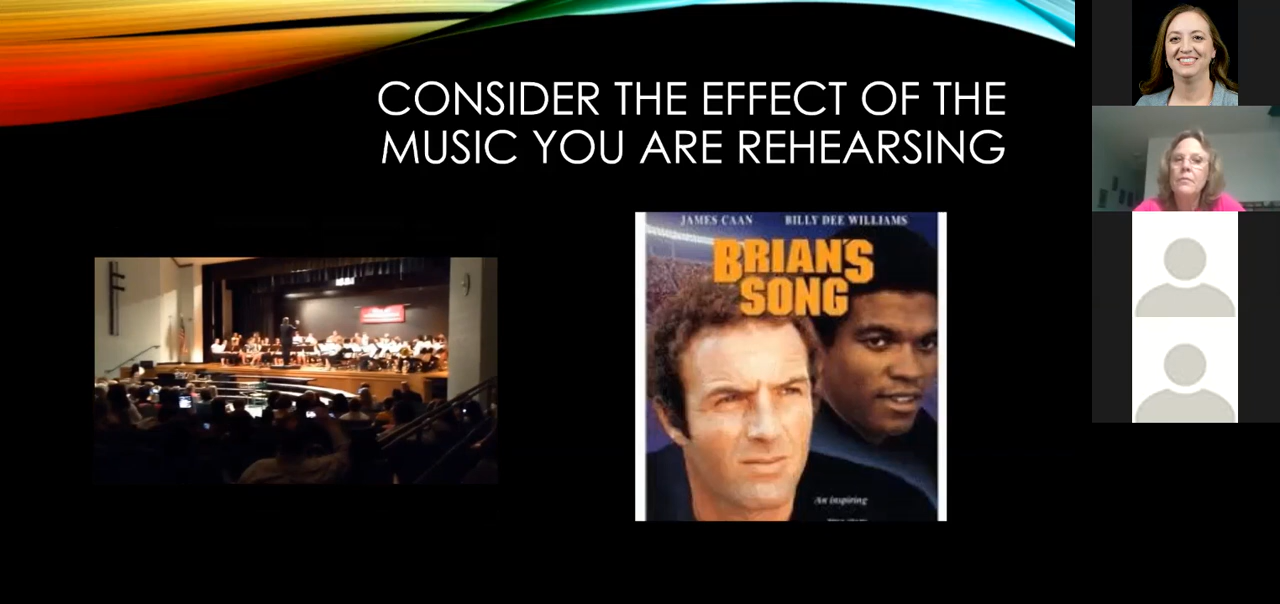 CONSIDER THE EFFECT OF THE
MUSIC YOU ARE REHEARSING
JAMES CAAN BILLY DEE WILLIAMS
BRIAN'S
SONG
An inspiring